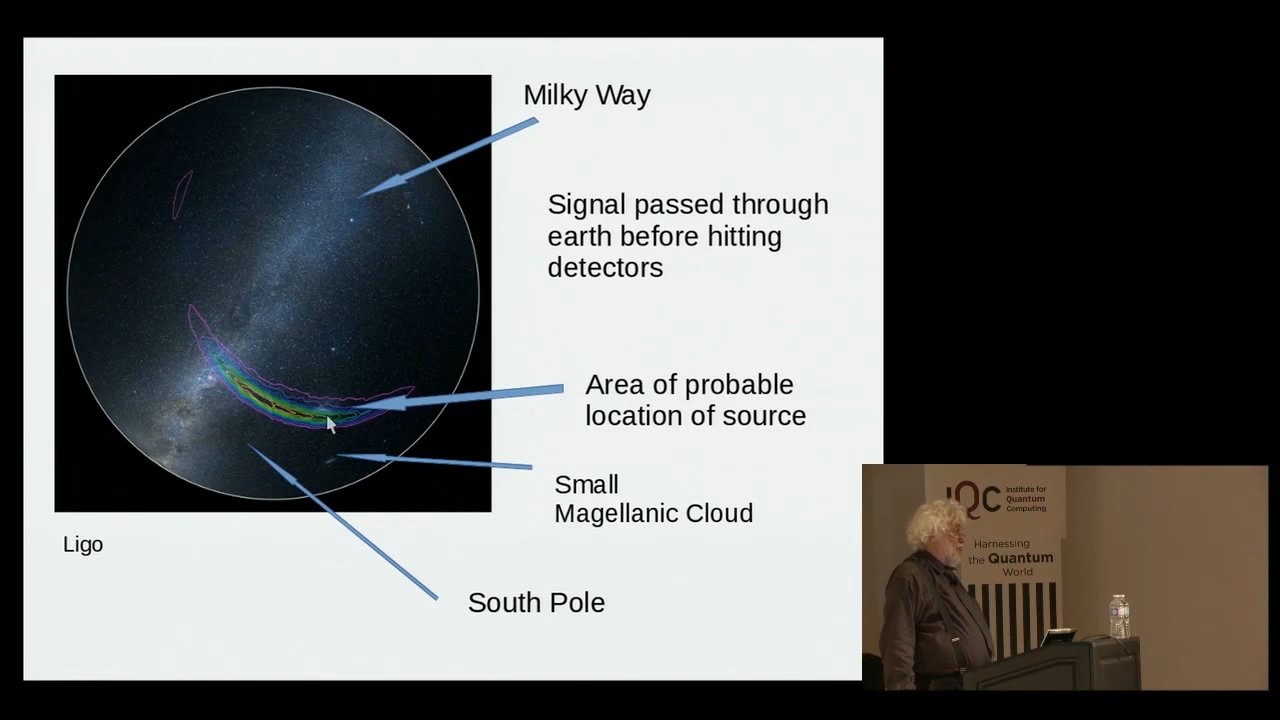 Milky Way
Signal passed through
earth before hitting
detectors
Area of probable
location of source
Small
Magellanic Cloud
Ligo
South Pole
IQC
Institute for
Quantum
Computing
Harnessing
the Quantum
World